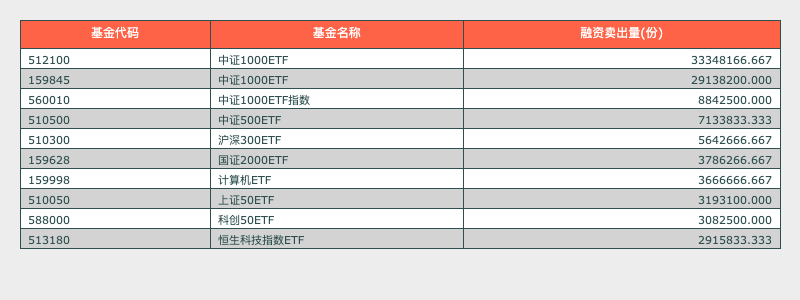 基金代码 基金名称 融资卖出量(份)
512100 中证1000ETF 33348166.667
159845 中证1000ETF 29138200.000
560010 中证1000ETF指数 8842500.000
510500 中证500ETF 7133833.333
510300 沪深300ETF 5642666.667
159628 国证2000ETF 3786266.667
159998 计算机ETF 3666666.667
510050 上证50ETF 3193100.000
588000 科创50ETF 3082500.000
513180 恒生科技指数ETF 2915833.333